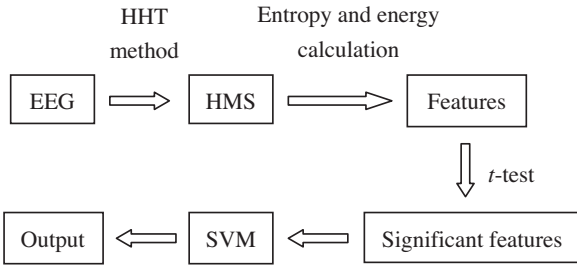 HHT
method
Entropy and energy
calculation
EEG
HMS
Features
t-test
Output
SVM
Significant features